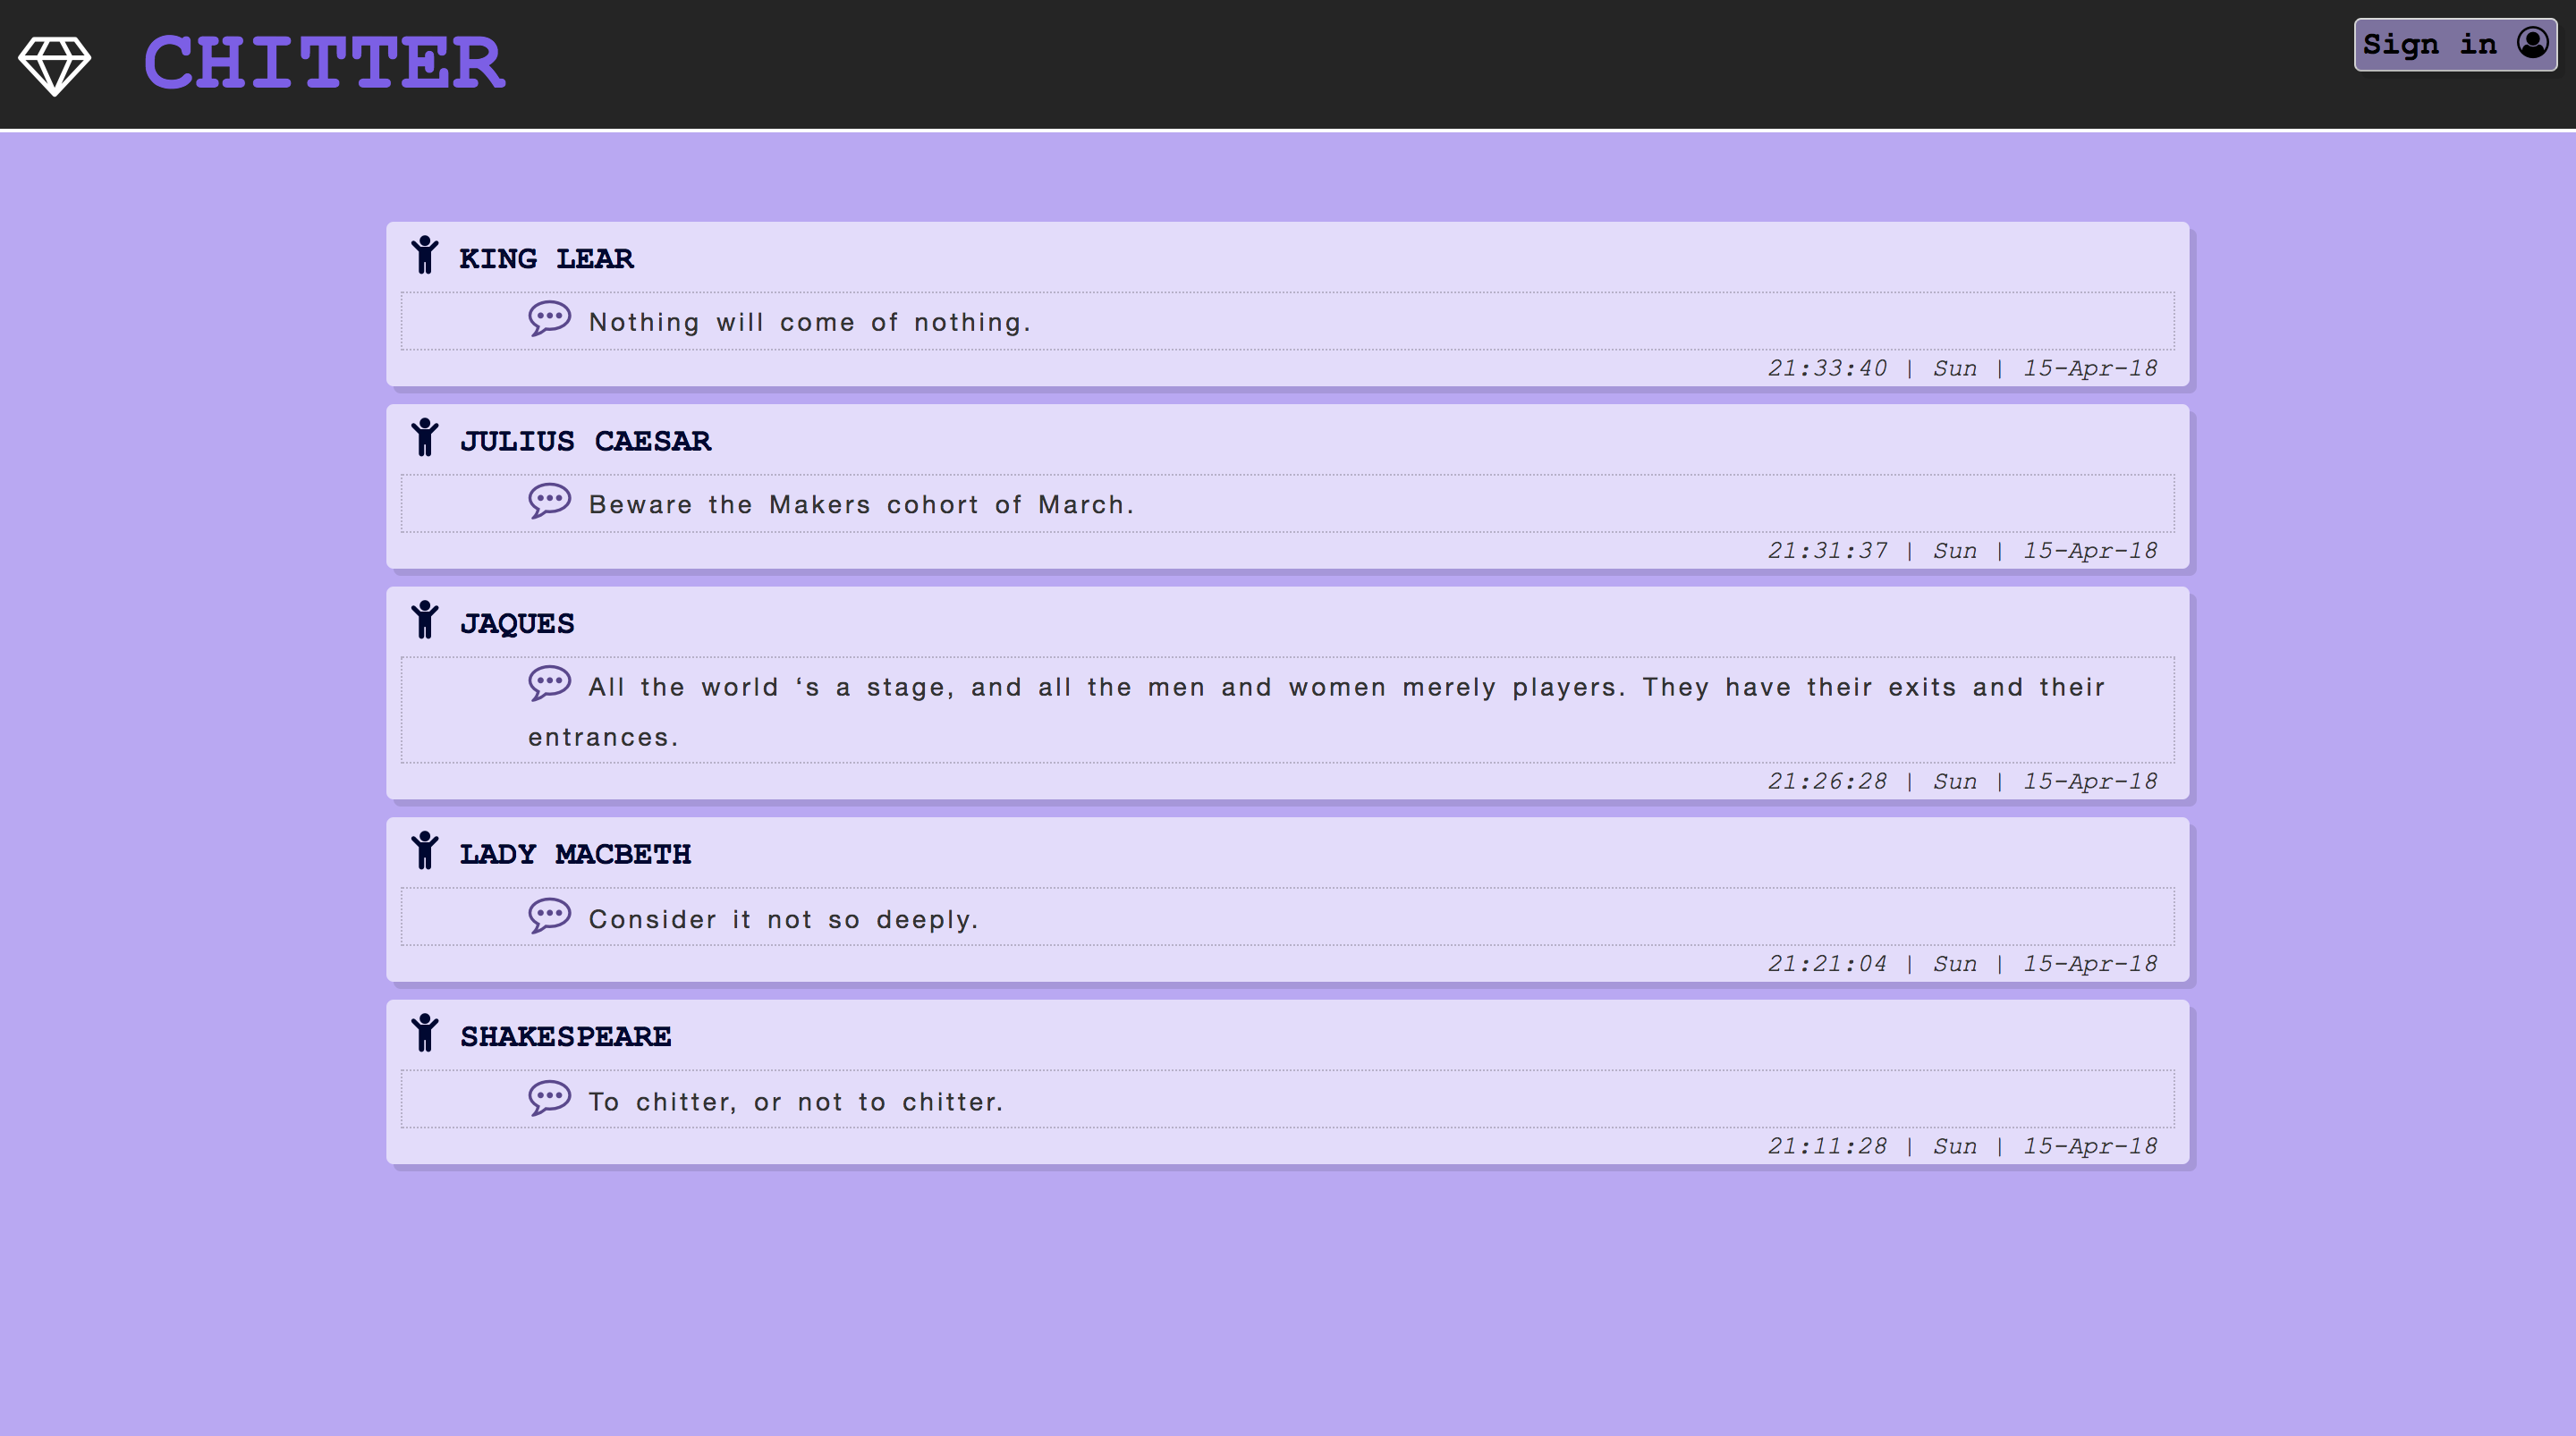 CHITTER
Sign in
KING LEAR
Nothing will come of nothing.
21:33:40 | Sun | 15-Apr-18
JULIUS CAESAR
Beware the Makers cohort of March.
21:31:37 | Sun | 15-Apr-18
JAQUES
All the world ‘s a stage, and all the men and women merely players. They have their exits and their
entrances.
21:26:28 | Sun | 15-Apr-18
LADY MACBETH
Consider it not so deeply.
21:21:04 | Sun | 15-Apr-18
SHAKESPEARE
To chitter, or not to chitter.
21:11:28 | Sun | 15-Apr-18